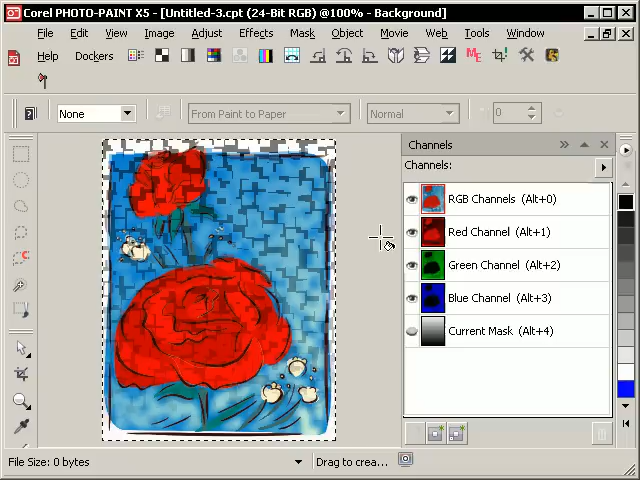 Corel PHOTO-PAINT X5 - [Untitled-3.cpt (24-Bit RGB) @100% - Background]
File Edit View Image Adjust Effects Mask Object Movie Web Tools Window
Help Dockers ME
None From Paint to Paper Normal 0
Channels
Channels:
RGB Channels (Alt+0)
Red Channel (Alt+1)
Green Channel (Alt+2)
Blue Channel (Alt+3)
Current Mask (Alt+4)
File Size: 0 bytes Drag to crea...